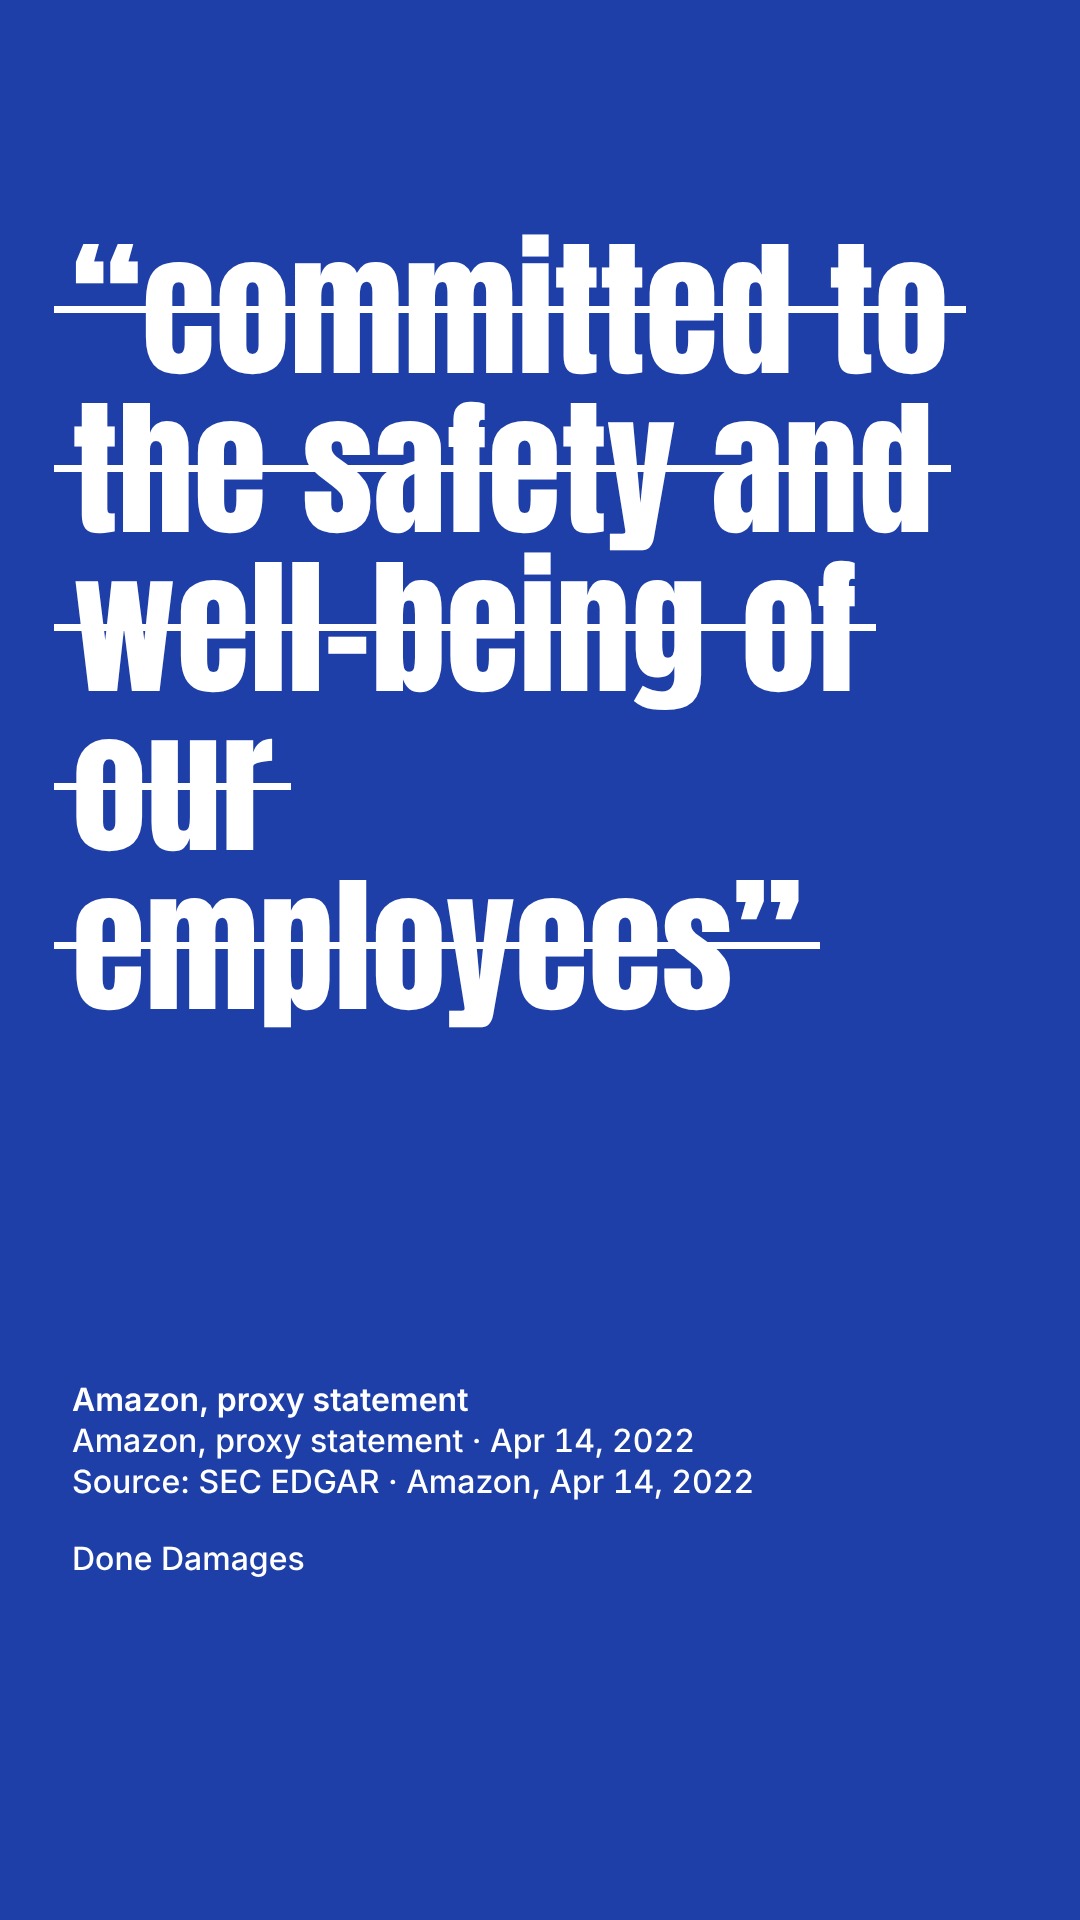 “committed to
the safety and
well-being of
our
employees”
Amazon, proxy statement
Amazon, proxy statement · Apr 14, 2022
Source: SEC EDGAR · Amazon, Apr 14, 2022
Done Damages